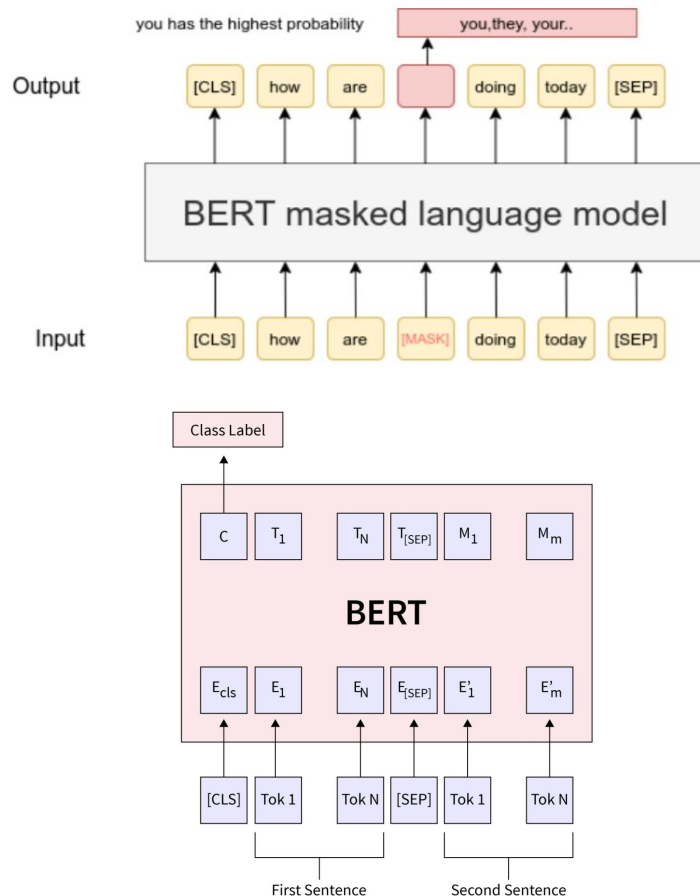 you has the highest probability
you,they, your..
Output
[CLS] how are doing today [SEP]
BERT masked language model
Input
[CLS] how are [MASK] doing today [SEP]
Class Label
C T1 TN T[SEP] M1 Mm
BERT
Ecls E1 EN E[SEP] E'1 E'm
[CLS] Tok 1 Tok N [SEP] Tok 1 Tok N
First Sentence Second Sentence